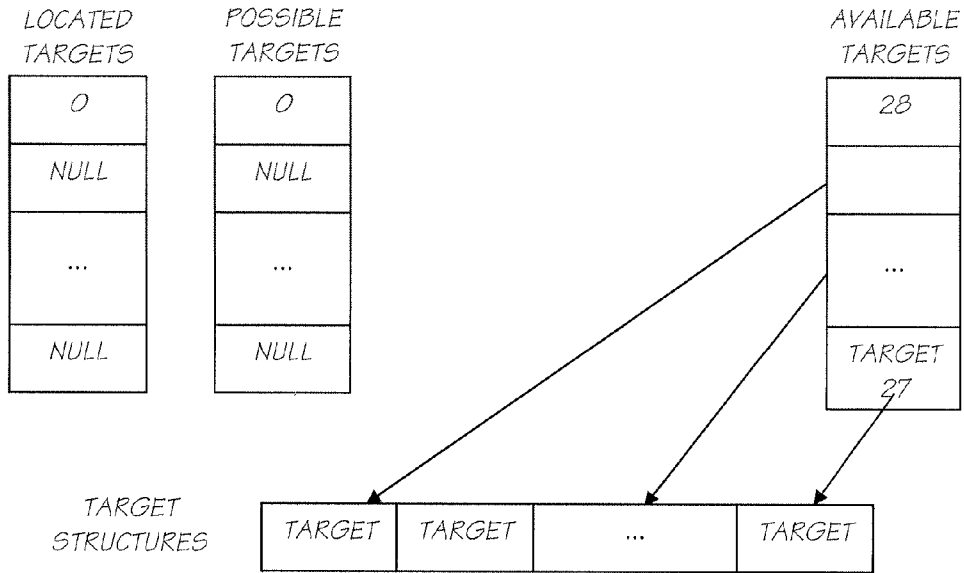 LOCATED
TARGETS
0
NULL
...
NULL
POSSIBLE
TARGETS
0
NULL
...
NULL
AVAILABLE
TARGETS
28
...
TARGET
27
TARGET
STRUCTURES
TARGET
TARGET
...
TARGET